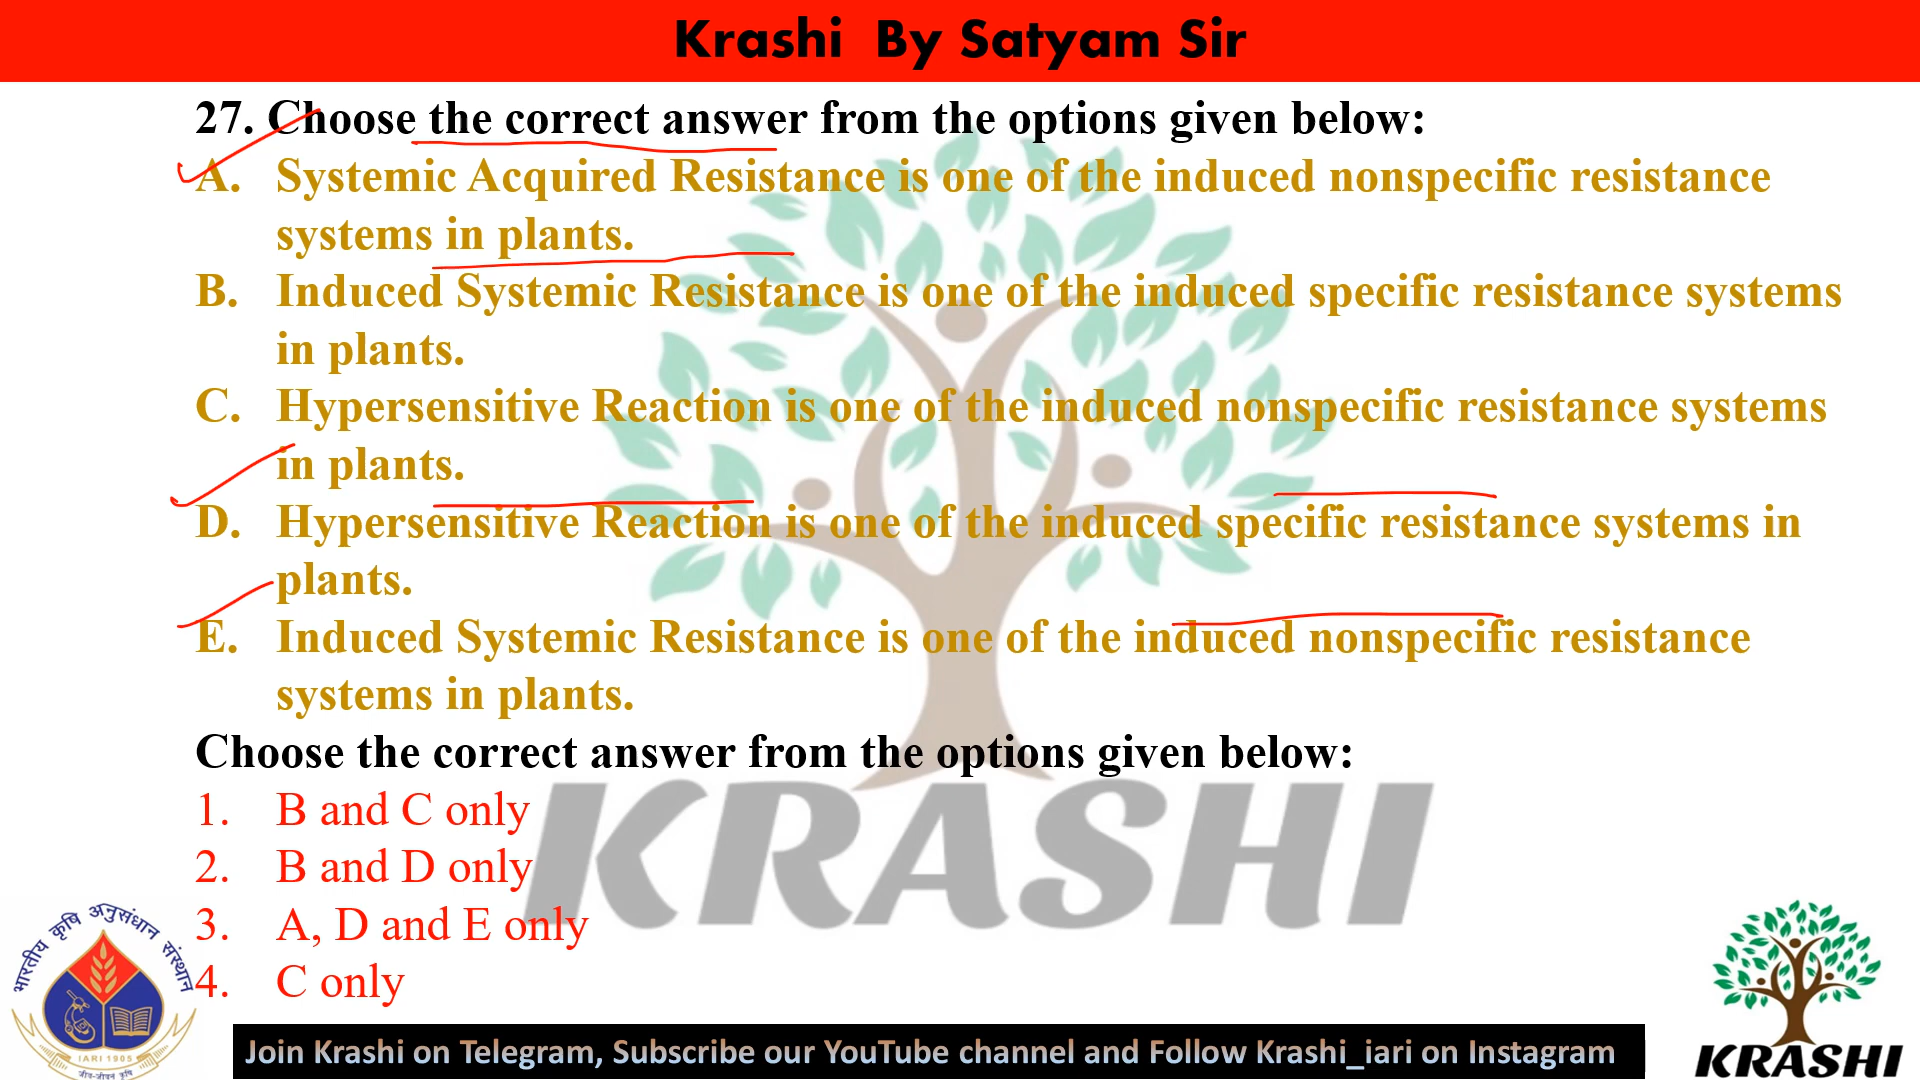 Krashi By Satyam Sir
27. Choose the correct answer from the options given below:
A. Systemic Acquired Resistance is one of the induced nonspecific resistance
systems in plants.
B. Induced Systemic Resistance is one of the induced specific resistance systems
in plants.
C. Hypersensitive Reaction is one of the induced nonspecific resistance systems
in plants.
D. Hypersensitive Reaction is one of the induced specific resistance systems in
plants.
E. Induced Systemic Resistance is one of the induced nonspecific resistance
systems in plants.
Choose the correct answer from the options given below:
1. B and C only
2. B and D only
3. A, D and E only
4. C only
KRASHI
भारतीय कृषि अनुसंधान संस्थान
IARI 1905
Join Krashi on Telegram, Subscribe our YouTube channel and Follow Krashi_iari on Instagram
KRASHI